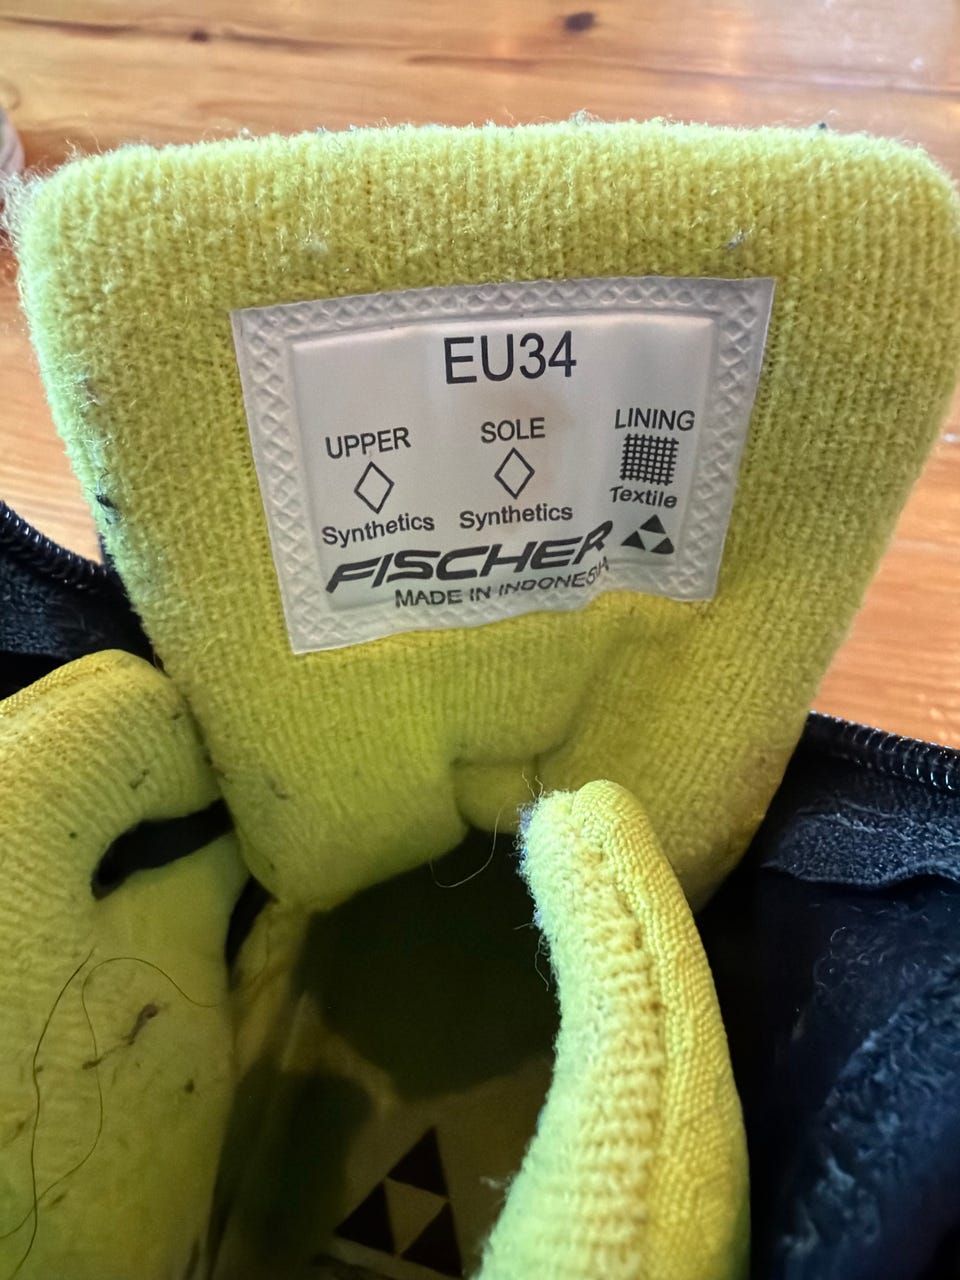 EU34
UPPER SOLE LINING
Synthetics Synthetics Textile
FISCHER
MADE IN INDONESIA